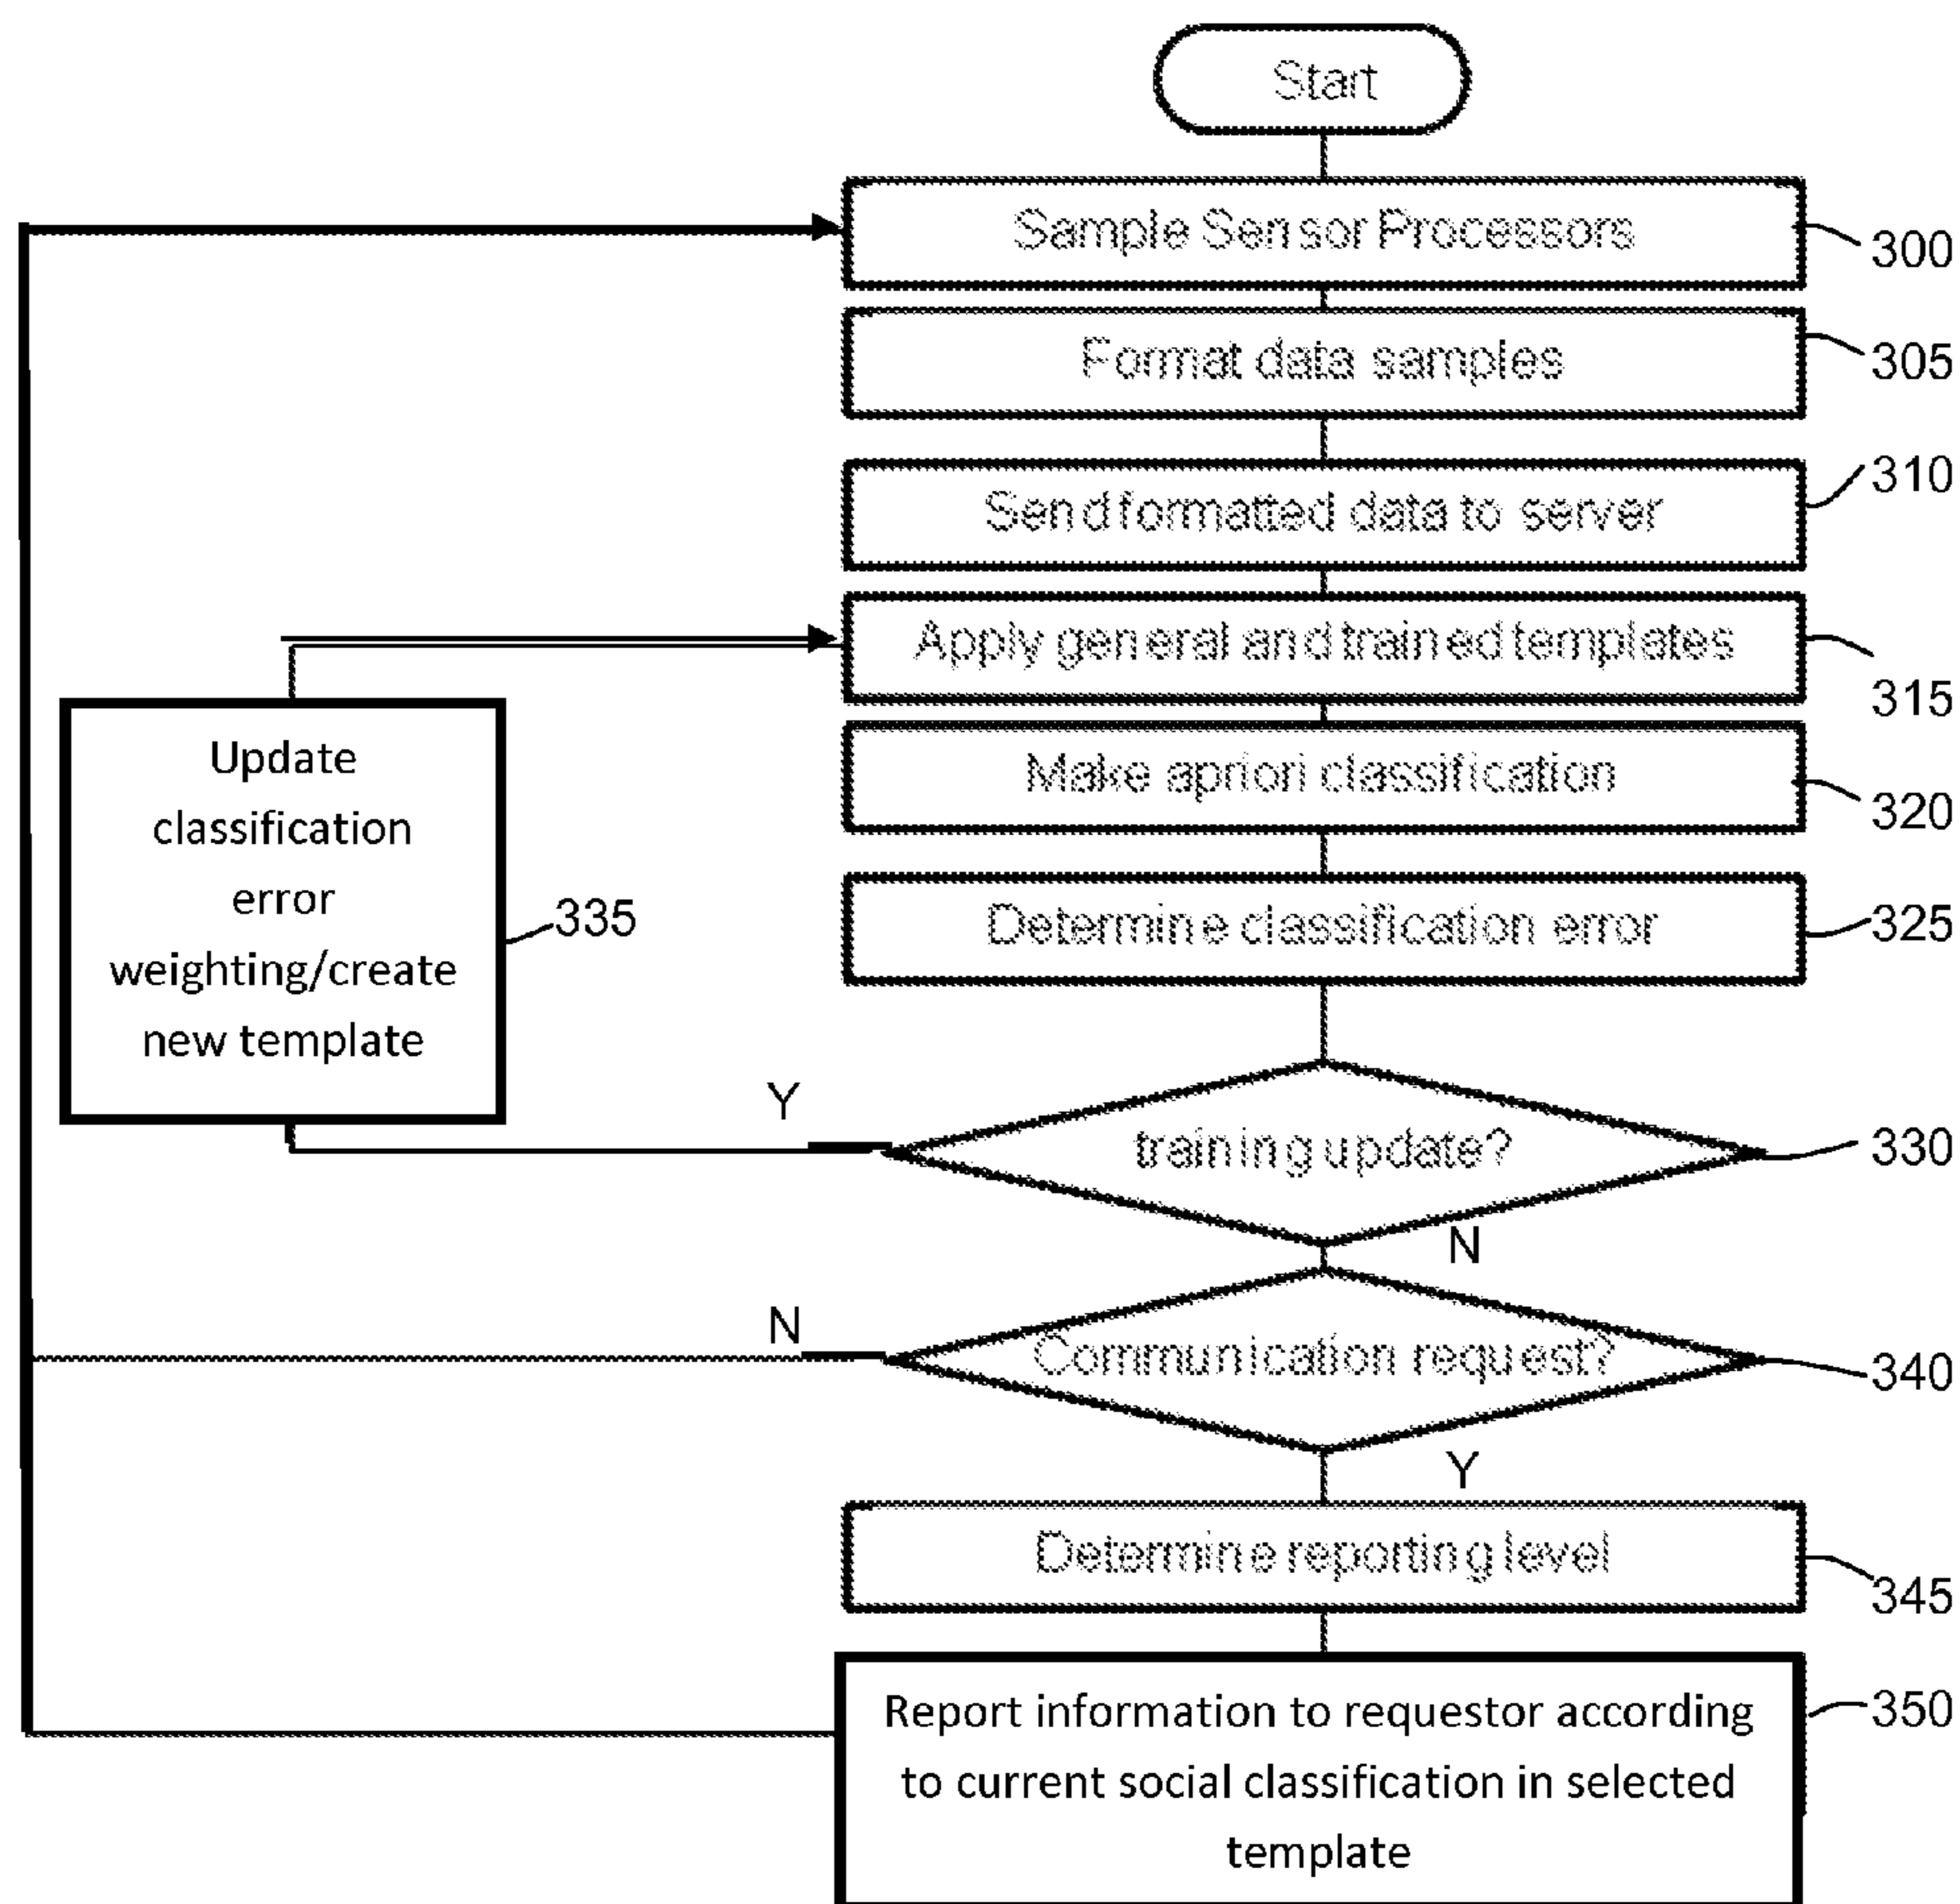 Start
Sample Sensor Processors
300
Format data samples
305
Send formatted data to server
310
Apply general and trained templates
315
Make apriori classification
320
Determine classification error
325
Update
classification
error
weighting/create
new template
335
Y
training update?
330
N
N
Communication request?
340
Y
Determine reporting level
345
Report information to requestor according
to current social classification in selected
template
350